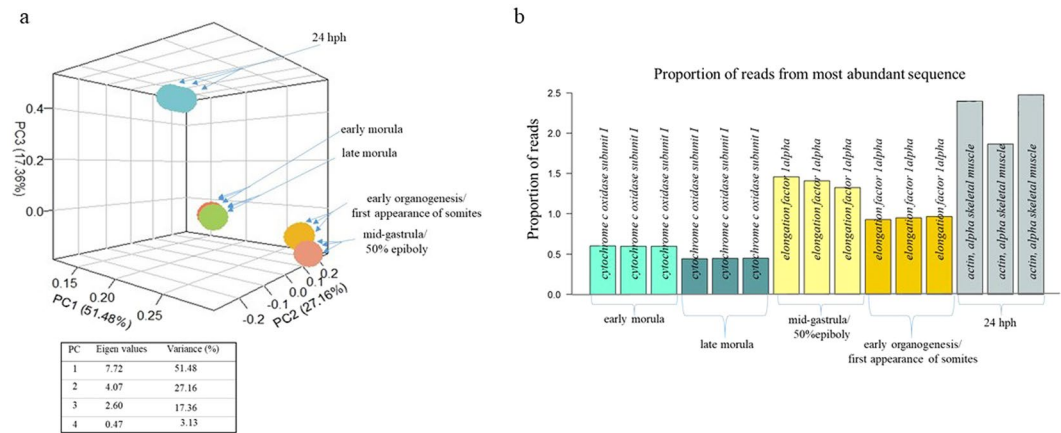 a
24 hph
early morula
late morula
early organogenesis/
first appearance of somites
mid-gastrula/
50% epiboly
PC3 (17.36%)
0.4
0.2
0.0
0.15
0.20
0.25
PC1 (51.48%)
-0.2
-0.1
0.0
0.1
0.2
PC2 (27.16%)
PC Eigen values Variance (%)
1 7.72 51.48
2 4.07 27.16
3 2.60 17.36
4 0.47 3.13
b
Proportion of reads from most abundant sequence
Proportion of reads
2.5
2.0
1.5
1.0
0.5
0.0
cytochrome c oxidase subunit I
cytochrome c oxidase subunit I
cytochrome c oxidase subunit I
cytochrome c oxidase subunit I
cytochrome c oxidase subunit I
cytochrome c oxidase subunit I
elongation factor 1alpha
elongation factor 1alpha
elongation factor 1alpha
elongation factor 1alpha
elongation factor 1alpha
elongation factor 1alpha
actin, alpha skeletal muscle
actin, alpha skeletal muscle
actin, alpha skeletal muscle
early morula
late morula
mid-gastrula/
50%epiboly
early organogenesis/
first appearance of somites
24 hph